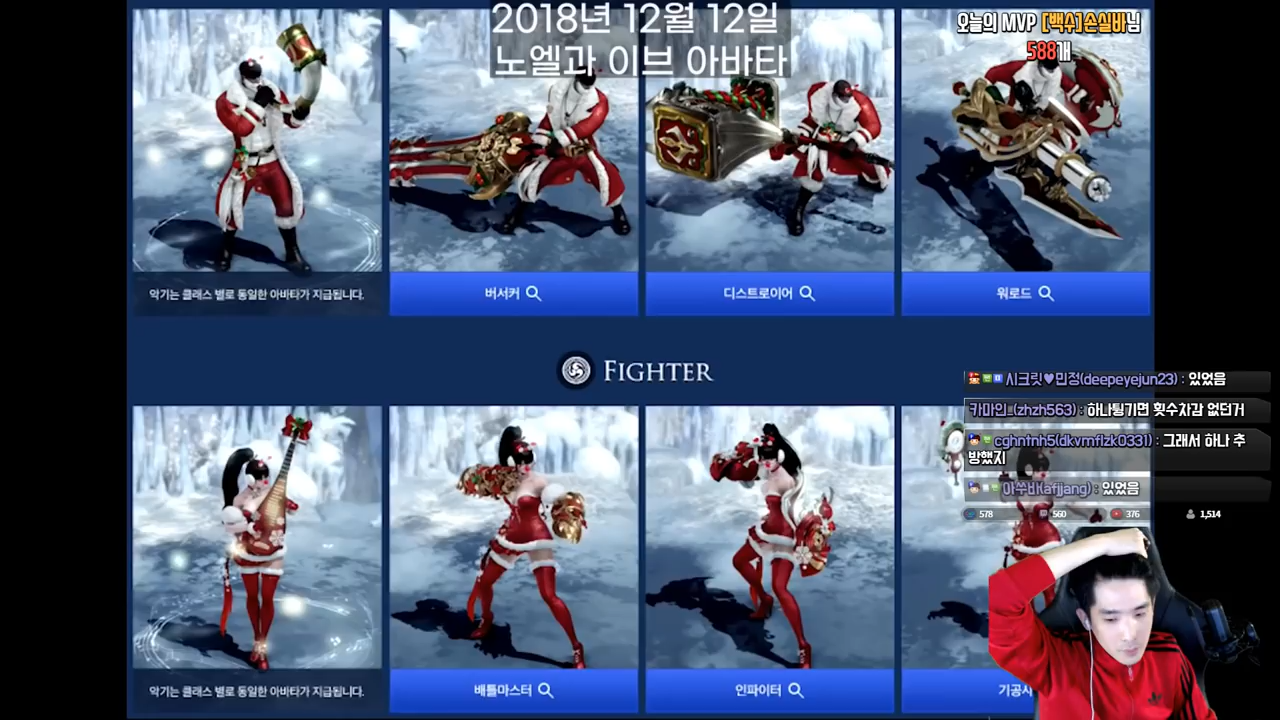 2018년 12월 12일
노엘과 이브 아바타
오늘의 MVP [백수]손실바님
588개
악기는 클래스 별로 동일한 아바타가 지급됩니다.
버서커
디스트로이어
워로드
FIGHTER
시크릿♥민정(deepeyejun23) : 있었음
카마인_(zhzh563) : 하나튕기면 횟수차감 없던거
cghntnh5(dkvmflzk0331) : 그래서 하나 추
방했지
아쑤바(afjjang) : 있었음
578 560 376 1,514
악기는 클래스 별로 동일한 아바타가 지급됩니다.
배틀마스터
인파이터
기공사